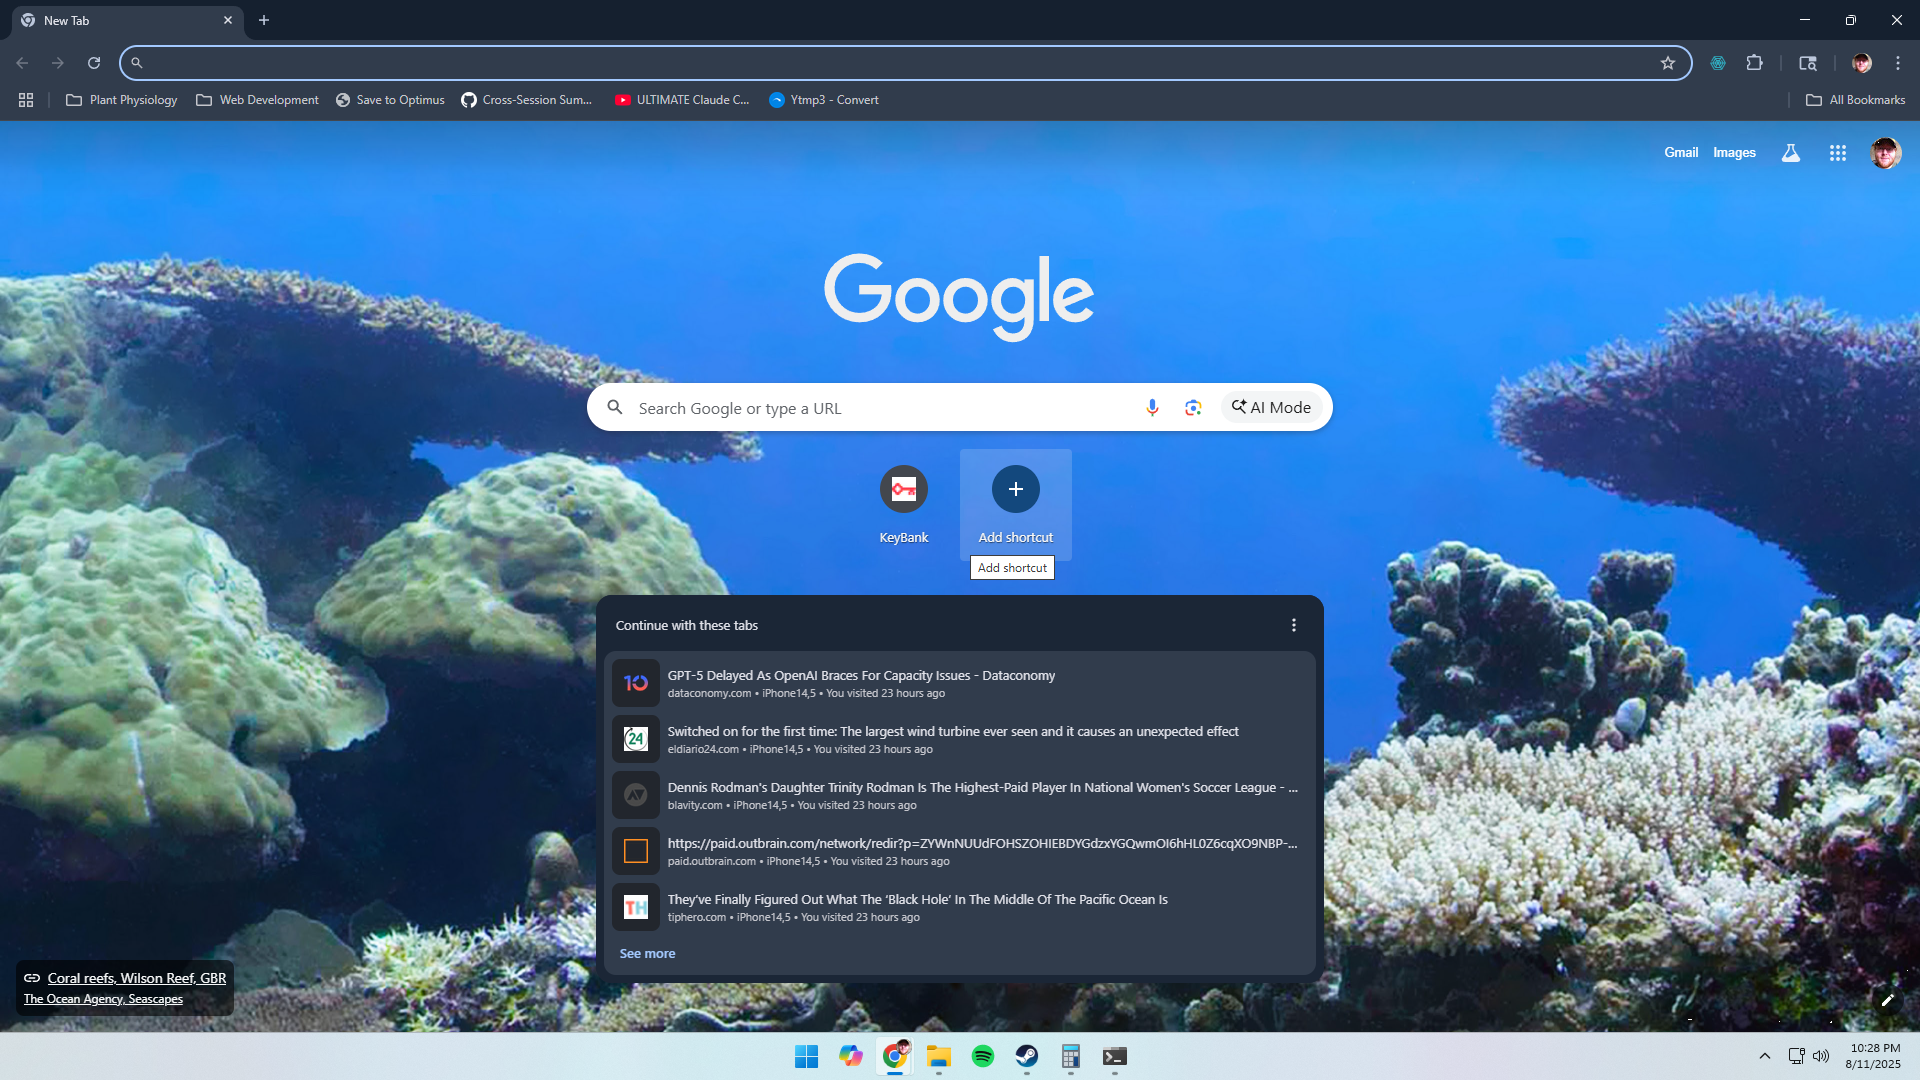 New Tab
Plant Physiology
Web Development
Save to Optimus
Cross-Session Sum...
ULTIMATE Claude C...
Ytmp3 - Convert
All Bookmarks
Gmail
Images
Google
Search Google or type a URL
AI Mode
KeyBank
Add shortcut
Add shortcut
Continue with these tabs
10
GPT-5 Delayed As OpenAI Braces For Capacity Issues - Dataconomy
dataconomy.com • iPhone14,5 • You visited 23 hours ago
24
Switched on for the first time: The largest wind turbine ever seen and it causes an unexpected effect
eldiario24.com • iPhone14,5 • You visited 23 hours ago
Dennis Rodman's Daughter Trinity Rodman Is The Highest-Paid Player In National Women's Soccer League - ...
blavity.com • iPhone14,5 • You visited 23 hours ago
https://paid.outbrain.com/network/redir?p=ZYWnNUUdFOHSZOHIEBDYGdzxYGQwmOI6hHL0Z6cqXO9NBP-...
paid.outbrain.com • iPhone14,5 • You visited 23 hours ago
TH
They've Finally Figured Out What The 'Black Hole' In The Middle Of The Pacific Ocean Is
tiphero.com • iPhone14,5 • You visited 23 hours ago
See more
Coral reefs, Wilson Reef, GBR
The Ocean Agency, Seascapes
10:28 PM
8/11/2025